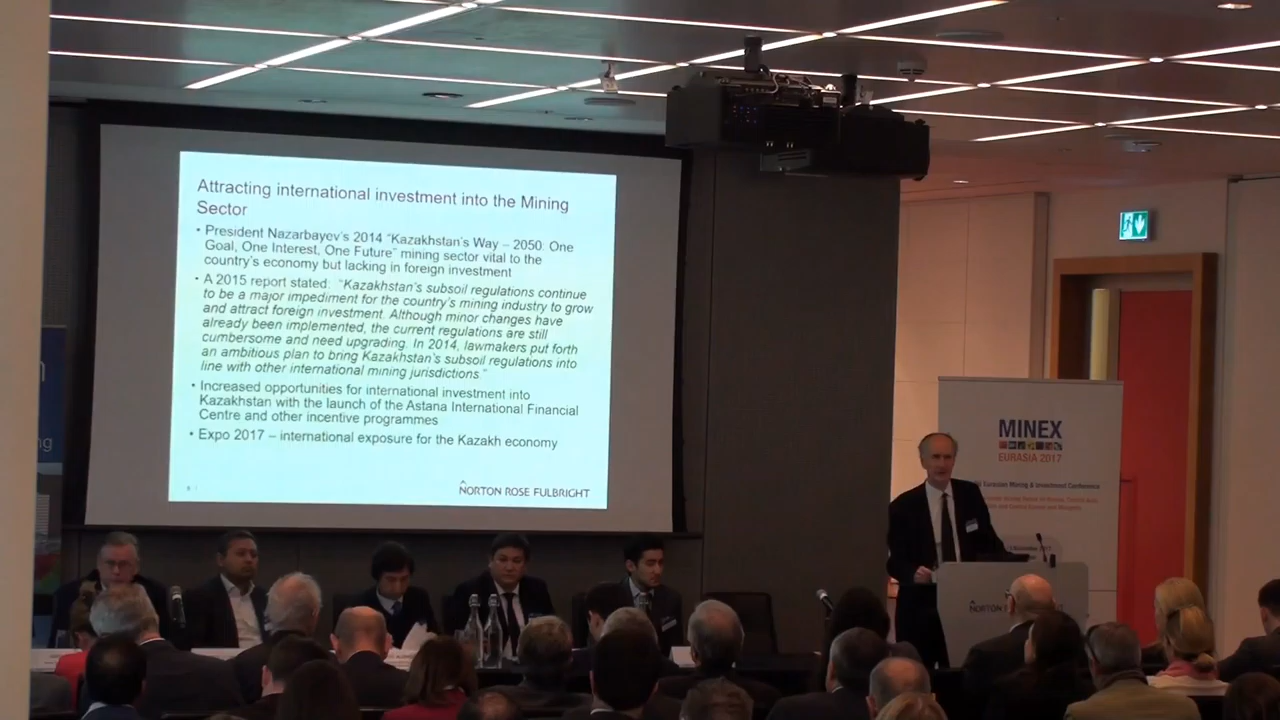 Attracting international investment into the Mining
Sector
• President Nazarbayev's 2014 "Kazakhstan's Way – 2050: One
Goal, One Interest, One Future" mining sector vital to the
country's economy but lacking in foreign investment
• A 2015 report stated: "Kazakhstan's subsoil regulations continue
to be a major impediment for the country's mining industry to grow
and attract foreign investment. Although minor changes have
already been implemented, the current regulations are still
cumbersome and need upgrading. In 2014, lawmakers put forth
an ambitious plan to bring Kazakhstan's subsoil regulations into
line with other international mining jurisdictions."
• Increased opportunities for international investment into
Kazakhstan with the launch of the Astana International Financial
Centre and other incentive programmes
• Expo 2017 – international exposure for the Kazakh economy
NORTON ROSE FULBRIGHT
MINEX
EURASIA 2017
Eurasian Mining & Investment Conference
NORTON